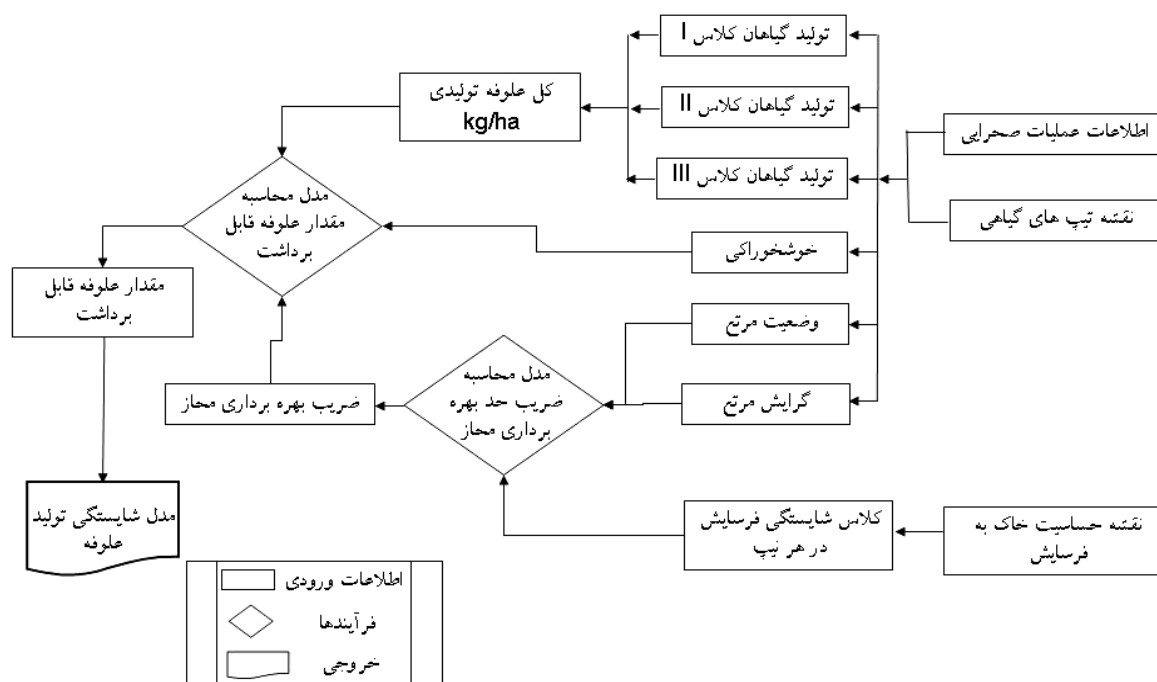 تولید گیاهان کلاس I
تولید گیاهان کلاس II
تولید گیاهان کلاس III
کل علوفه تولیدی
kg/ha
اطلاعات عملیات صحرایی
نقشه تیپ های گیاهی
مدل محاسبه
مقدار علوفه قابل
برداشت
خوشخوراکی
مقدار علوفه قابل
برداشت
وضعیت مرتع
مدل محاسبه
ضریب حد بهره
برداری محاز
گرایش مرتع
ضریب بهره برداری محاز
مدل شایستگی تولید
علوفه
کلاس شایستگی فرسایش
در هر تیپ
نقشه حساسیت خاک به
فرسایش
اطلاعات ورودی
فرآیندها
خروجی